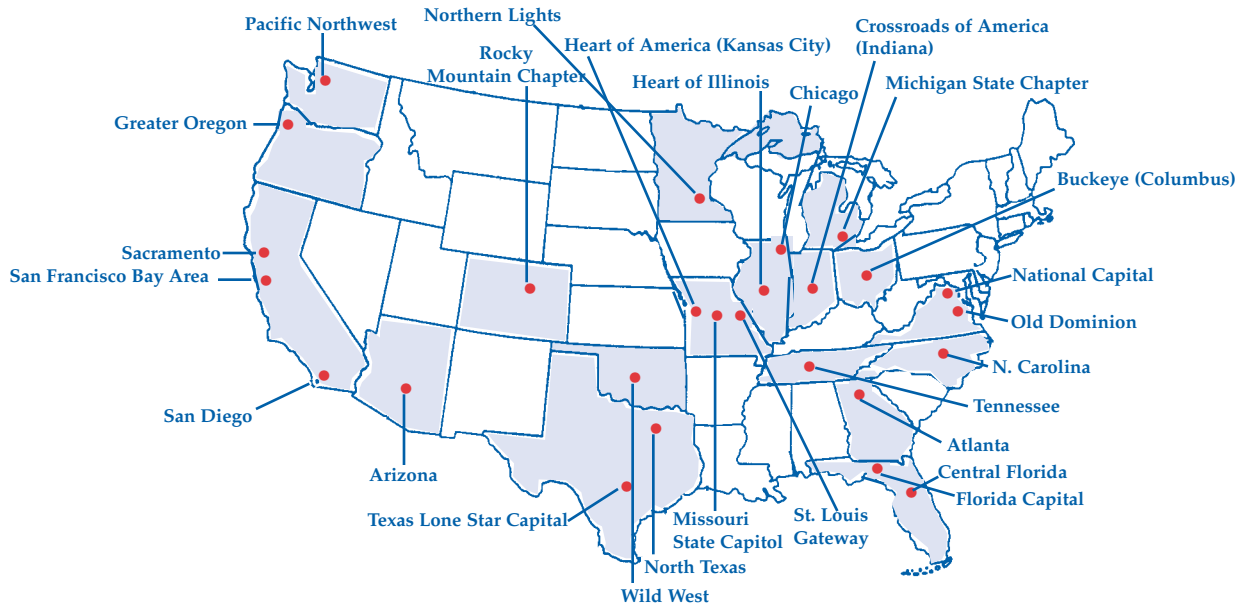 Pacific Northwest
Northern Lights
Crossroads of America
(Indiana)
Heart of America (Kansas City)
Rocky
Mountain Chapter
Heart of Illinois
Chicago
Michigan State Chapter
Greater Oregon
Buckeye (Columbus)
Sacramento
San Francisco Bay Area
National Capital
Old Dominion
N. Carolina
San Diego
Tennessee
Arizona
Atlanta
Central Florida
Florida Capital
Texas Lone Star Capital
Missouri
State Capitol
St. Louis
Gateway
North Texas
Wild West